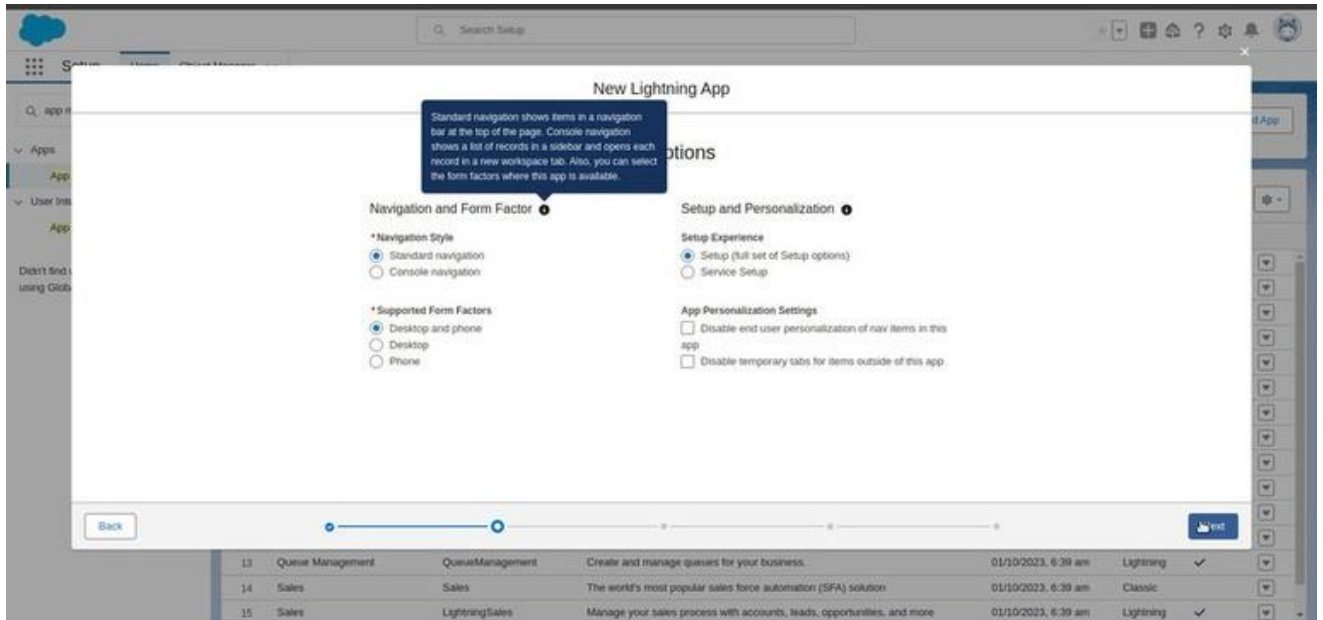 Search Setup
Setup Home Object Manager
app m
Apps
App
User Int
App
Didn't find
using Glob
d App
New Lightning App
Standard navigation shows items in a navigation
bar at the top of the page. Console navigation
shows a list of records in a sidebar and opens each
record in a new workspace tab. Also, you can select
the form factors where this app is available.
ptions
Navigation and Form Factor
*Navigation Style
Standard navigation
Console navigation
*Supported Form Factors
Desktop and phone
Desktop
Phone
Setup and Personalization
Setup Experience
Setup (full set of Setup options)
Service Setup
App Personalization Settings
Disable end user personalization of nav items in this
app
Disable temporary tabs for items outside of this app
Back
Next
13 Queue Management QueueManagement Create and manage queues for your business. 01/10/2023, 6:39 am Lightning
14 Sales Sales The world's most popular sales force automation (SFA) solution 01/10/2023, 6:39 am Classic
15 Sales LightningSales Manage your sales process with accounts, leads, opportunities, and more 01/10/2023, 6:39 am Lightning